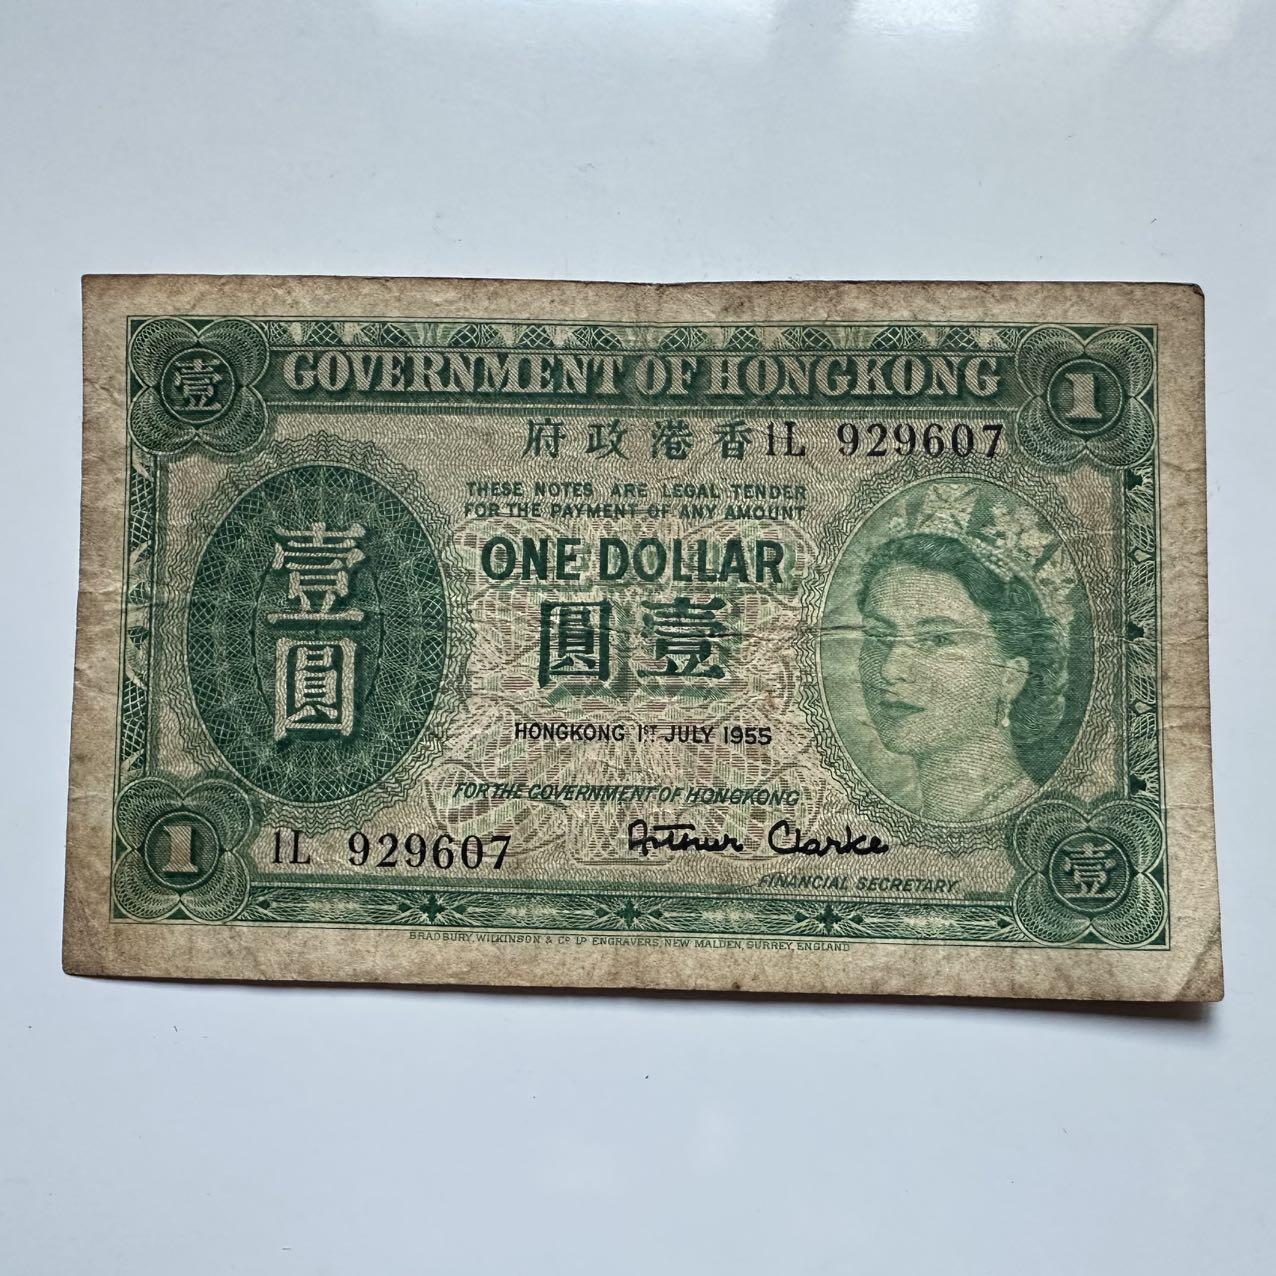 壹
GOVERNMENT OF HONGKONG
1
府政港香
1L 929607
THESE NOTES ARE LEGAL TENDER
FOR THE PAYMENT OF ANY AMOUNT
壹圓
ONE DOLLAR
圓壹
HONGKONG 1ST JULY 1955
FOR THE GOVERNMENT OF HONGKONG
1
1L 929607
Arthur Clarke
FINANCIAL SECRETARY
壹
BRADBURY, WILKINSON & Co. LD. ENGRAVERS, NEW MALDEN, SURREY, ENGLAND